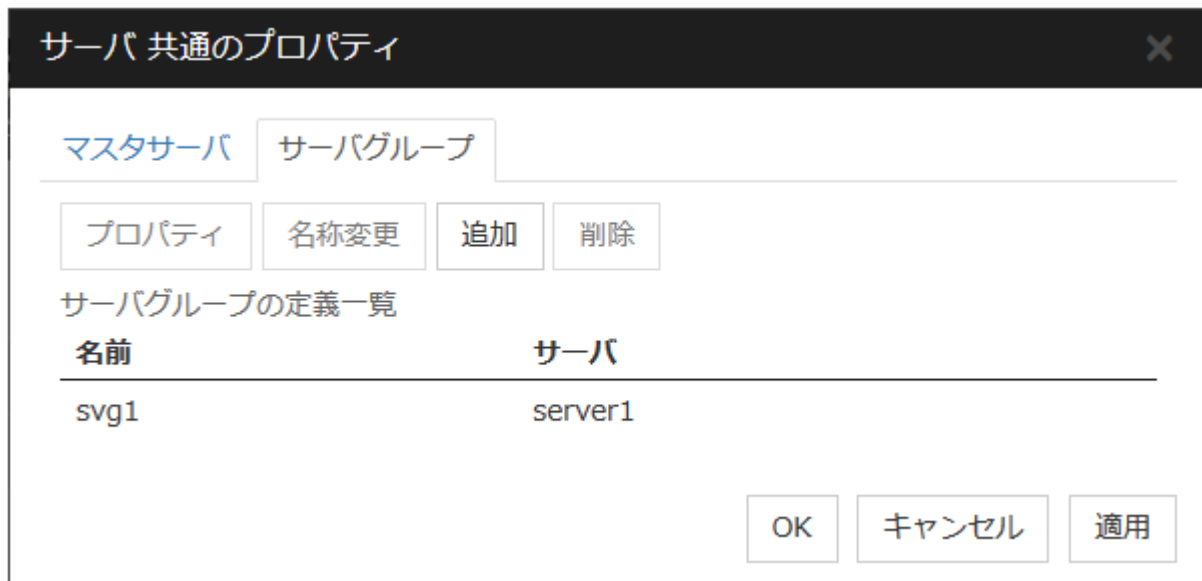 サーバ 共通のプロパティ ×
マスタサーバ サーバグループ
プロパティ 名称変更 追加 削除
サーバグループの定義一覧
名前 サーバ
svg1 server1
OK キャンセル 適用